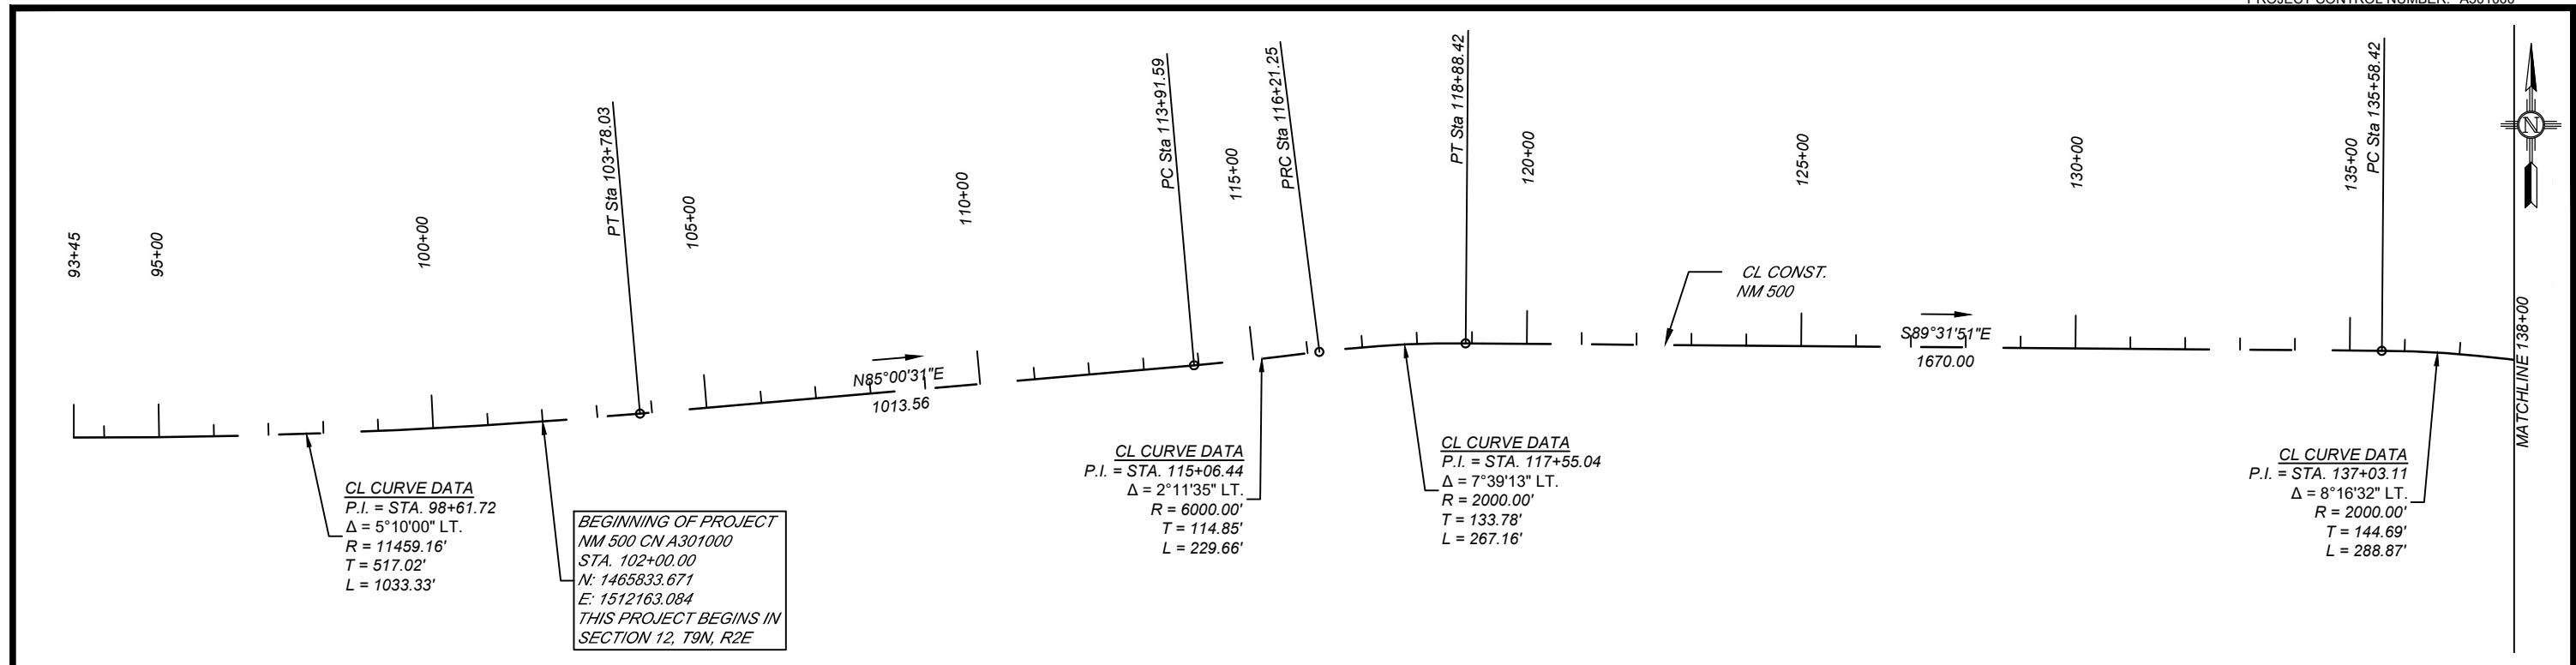 PROJECT CONTROL NUMBER: A301000
93+45
95+00
100+00
PT Sta 103+78.03
105+00
110+00
PC Sta 113+91.59
115+00
PRC Sta 116+21.25
PT Sta 118+88.42
120+00
125+00
130+00
135+00
PC Sta 135+58.42
N
MATCHLINE 138+00
CL CONST.
NM 500
N85°00'31"E
1013.56
S89°31'51"E
1670.00
CL CURVE DATA
P.I. = STA. 98+61.72
Δ = 5°10'00" LT.
R = 11459.16'
T = 517.02'
L = 1033.33'
BEGINNING OF PROJECT
NM 500 CN A301000
STA. 102+00.00
N: 1465833.671
E: 1512163.084
THIS PROJECT BEGINS IN
SECTION 12, T9N, R2E
CL CURVE DATA
P.I. = STA. 115+06.44
Δ = 2°11'35" LT.
R = 6000.00'
T = 114.85'
L = 229.66'
CL CURVE DATA
P.I. = STA. 117+55.04
Δ = 7°39'13" LT.
R = 2000.00'
T = 133.78'
L = 267.16'
CL CURVE DATA
P.I. = STA. 137+03.11
Δ = 8°16'32" LT.
R = 2000.00'
T = 144.69'
L = 288.87'